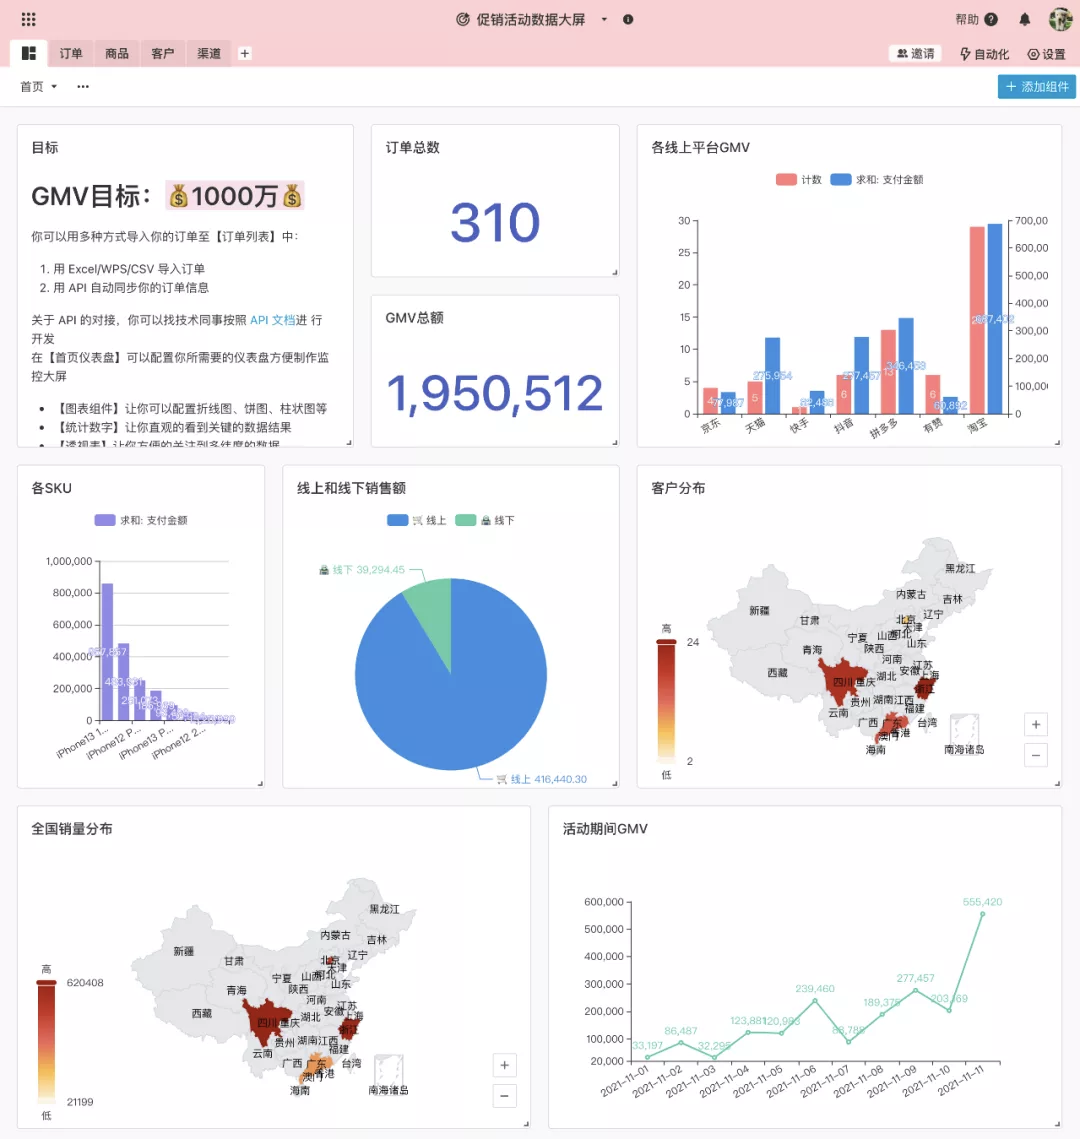 促销活动数据大屏
帮助
订单 商品 客户 渠道 +
邀请 自动化 设置
首页
+ 添加组件
目标
GMV目标：💰1000万💰
你可以用多种方式导入你的订单至【订单列表】中：
1. 用 Excel/WPS/CSV 导入订单
2. 用 API 自动同步你的订单信息
关于 API 的对接，你可以找技术同事按照 API 文档进 行
开发
在【首页仪表盘】可以配置你所需要的仪表盘方便制作监
控大屏
• 【图表组件】让你可以配置折线图、饼图、柱状图等
• 【统计数字】让你直观的看到关键的数据结果
• 【透视表】让你方便的关注到多纬度的数据
订单总数
310
GMV总额
1,950,512
各线上平台GMV
计数 求和: 支付金额
30
25
20
15
10
5
0
700,00
600,00
500,00
400,00
300,00
200,00
100,000
0
4
5
6
13
6
275,954
277,457
346,459
60,892
京东 天猫 快手 抖音 拼多多 有赞 淘宝
各SKU
求和: 支付金额
1,000,000
800,000
600,000
400,000
200,000
0
iPhone13 1... iPhone12 P... iPhone13 P... iPhone12 2...
线上和线下销售额
线上 线下
线下 39,294.45
线上 416,440.30
客户分布
高
24
2
低
黑龙江
内蒙古
吉林
新疆
辽宁
北京
甘肃
天津
宁夏
山西
河北
山东
陕西
青海
河南
江苏
西藏
安徽
上海
湖北
四川
重庆
浙江
贵州
湖南
江西
福建
云南
广西
广东
台湾
香港
澳门
海南
南海诸岛
+
−
全国销量分布
高
620408
21199
低
黑龙江
内蒙古
吉林
新疆
辽宁
北京
甘肃
天津
宁夏
山西
河北
山东
陕西
青海
河南
江苏
西藏
安徽
上海
湖北
四川
重庆
浙江
贵州
湖南
江西
福建
云南
广西
广东
台湾
香港
澳门
海南
南海诸岛
+
−
活动期间GMV
600,000
500,000
400,000
300,000
200,000
100,000
20,000
33,197
86,487
32,295
123,881
120,993
239,460
88,785
189,375
277,457
203,169
555,420
2021-11-01 2021-11-02 2021-11-03 2021-11-04 2021-11-05 2021-11-06 2021-11-07 2021-11-08 2021-11-09 2021-11-10 2021-11-11